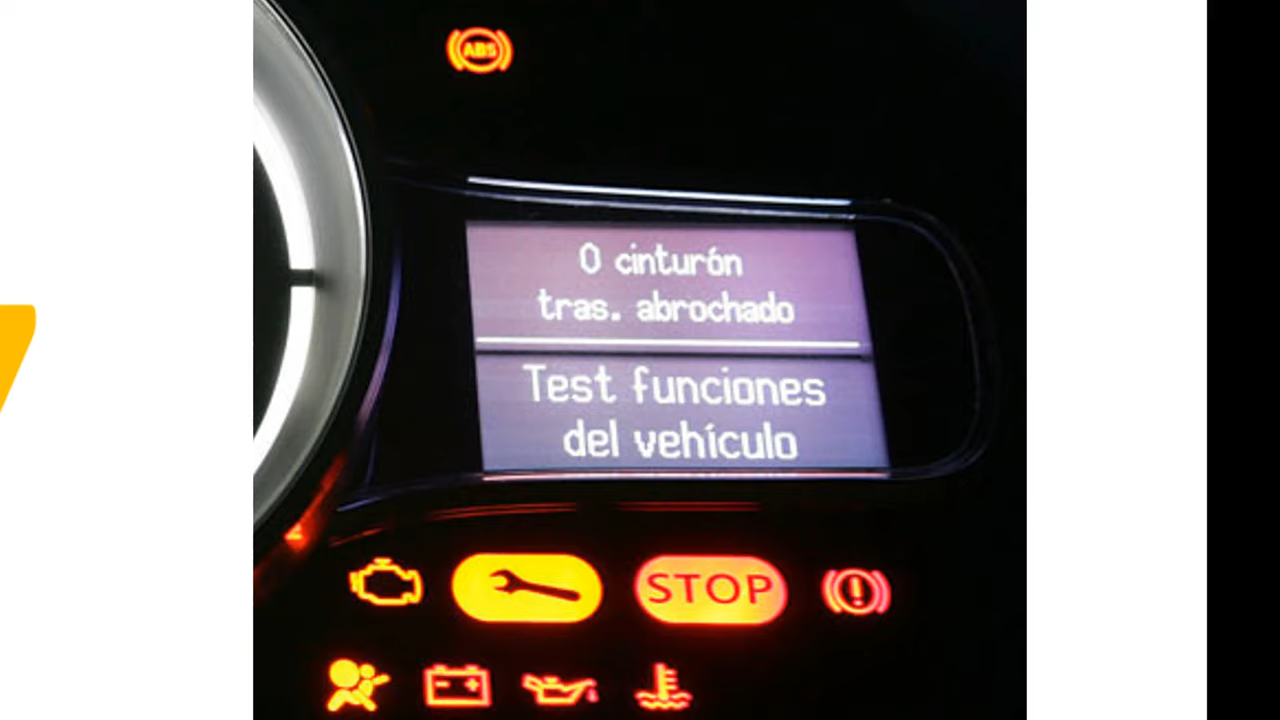 ABS
0 cinturón
tras. abrochado
Test funciones
del vehículo
STOP